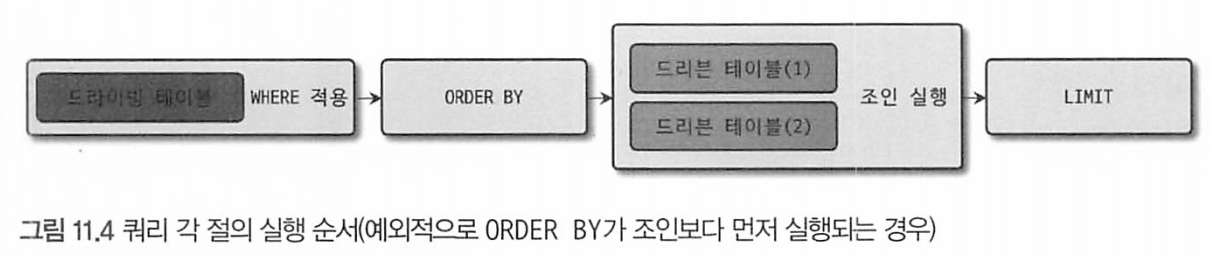 드라이빙 테이블 WHERE 적용
ORDER BY
드리븐 테이블(1)
드리븐 테이블(2)
조인 실행
LIMIT
그림 11.4 쿼리 각 절의 실행 순서(예외적으로 ORDER BY가 조인보다 먼저 실행되는 경우)